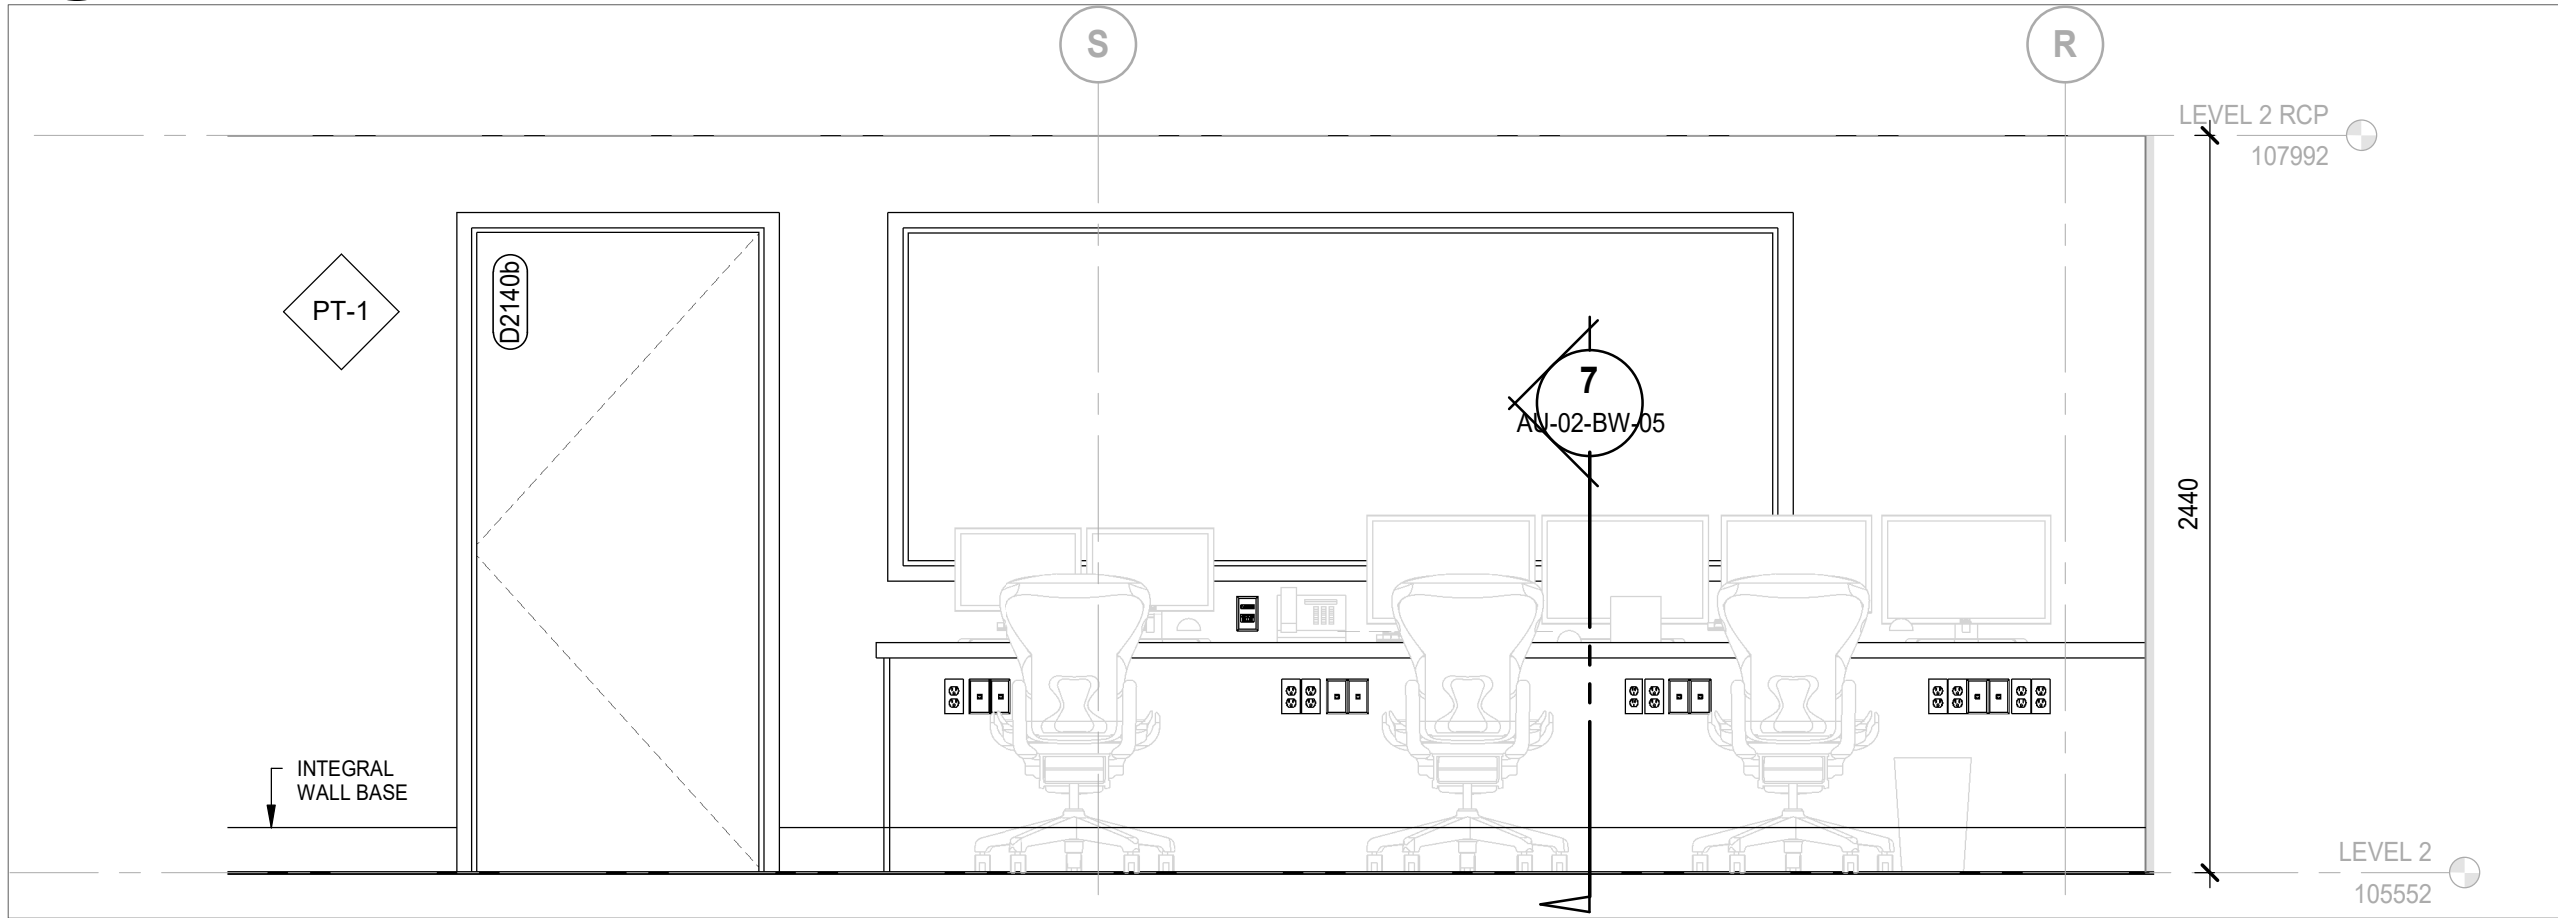 S
R
LEVEL 2 RCP
107992
PT-1
D2140b
7
AU-02-BW-05
2440
INTEGRAL
WALL BASE
LEVEL 2
105552